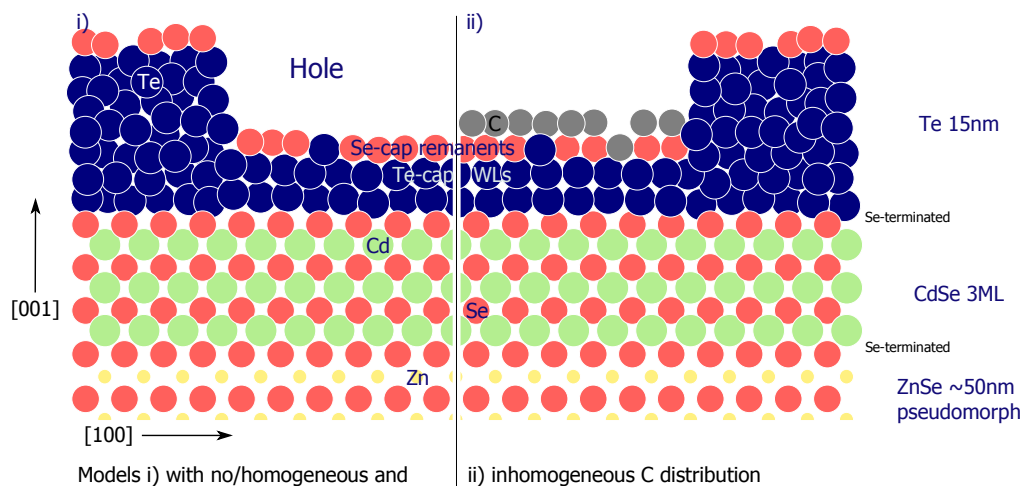 i)
ii)
Hole
Te
C
Te 15nm
Se-cap remanents
Te-cap WLs
Se-terminated
Cd
[001]
Se
CdSe 3ML
Se-terminated
Zn
ZnSe ~50nm
pseudomorph
[100]
Models i) with no/homogeneous and
ii) inhomogeneous C distribution